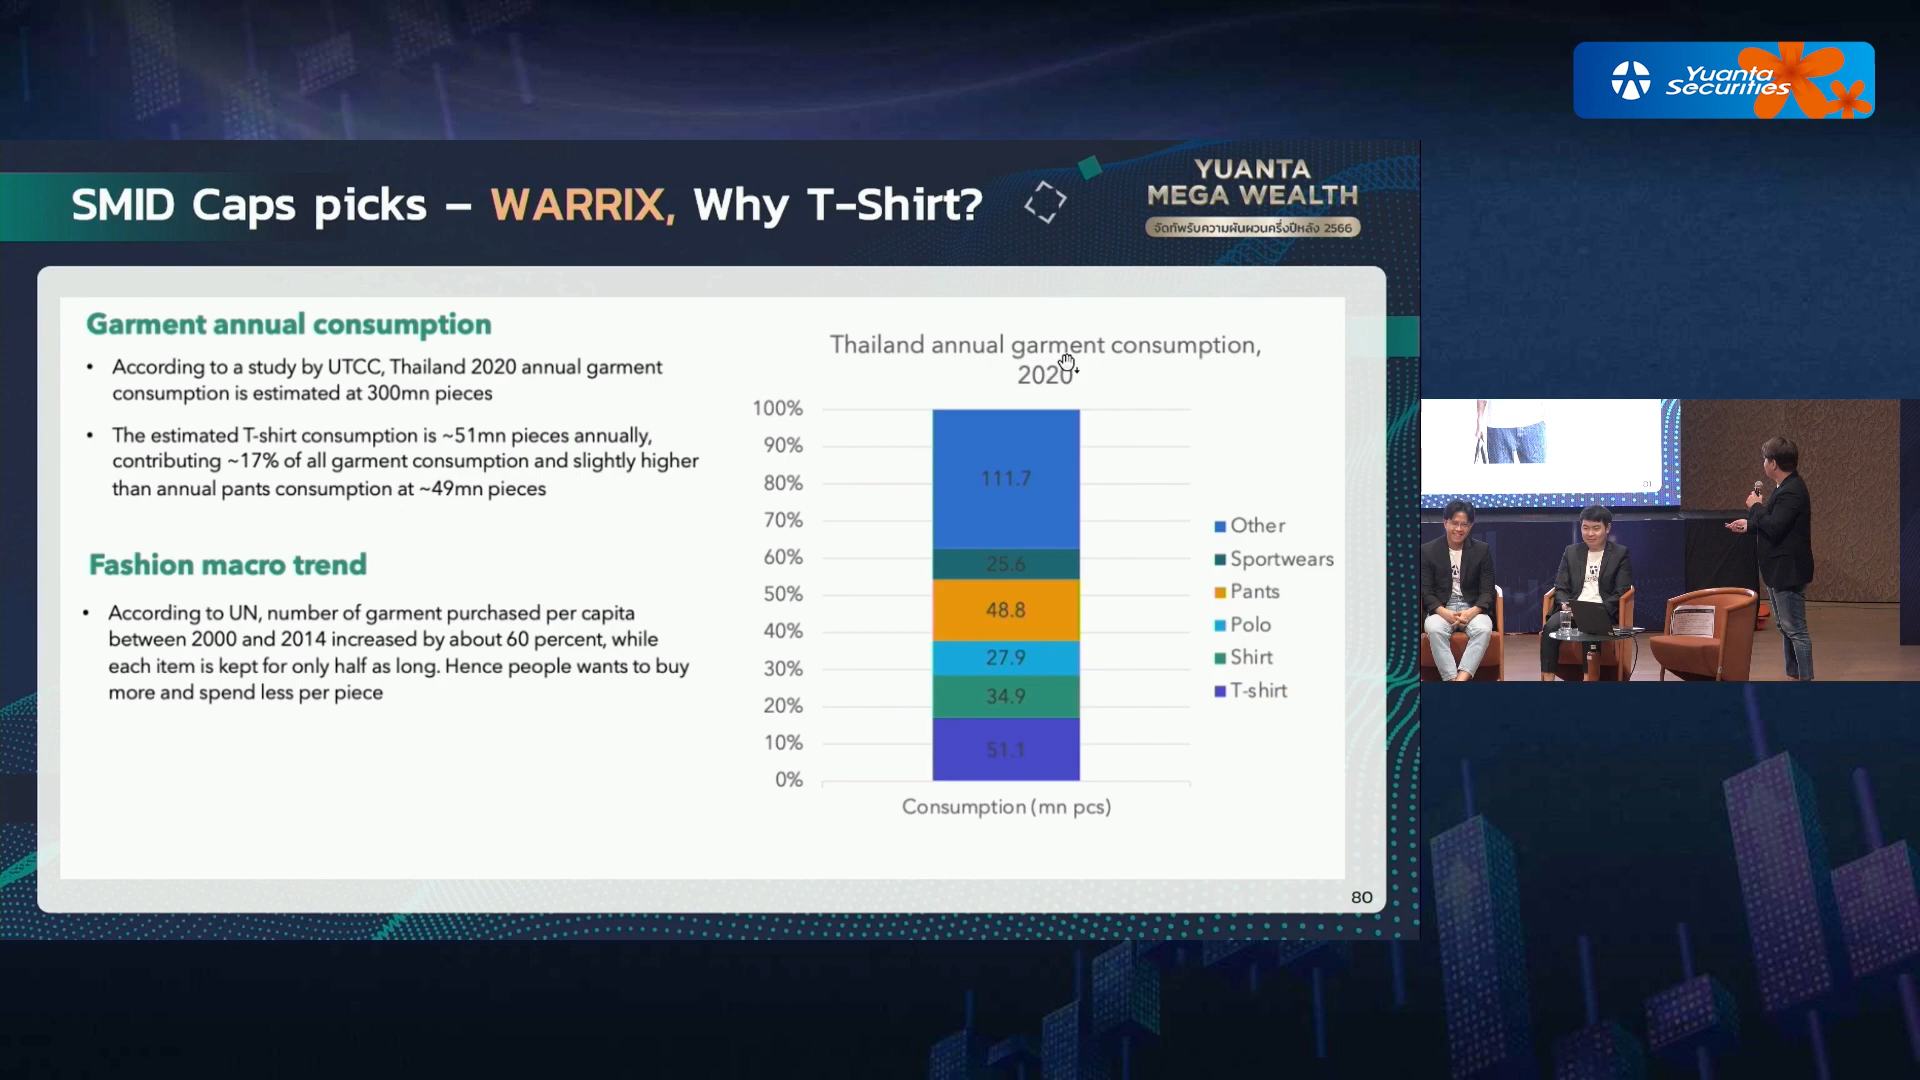 Yuanta
Securities
SMID Caps picks – WARRIX, Why T-Shirt?
YUANTA
MEGA WEALTH
จัดทัพรับความผันผวนครึ่งปีหลัง 2566
Garment annual consumption
• According to a study by UTCC, Thailand 2020 annual garment
consumption is estimated at 300mn pieces
• The estimated T-shirt consumption is ~51mn pieces annually,
contributing ~17% of all garment consumption and slightly higher
than annual pants consumption at ~49mn pieces
Fashion macro trend
• According to UN, number of garment purchased per capita
between 2000 and 2014 increased by about 60 percent, while
each item is kept for only half as long. Hence people wants to buy
more and spend less per piece
Thailand annual garment consumption,
2020
100%
90%
80%
70%
60%
50%
40%
30%
20%
10%
0%
111.7
25.6
48.8
27.9
34.9
51.1
Consumption (mn pcs)
Other
Sportwears
Pants
Polo
Shirt
T-shirt
80